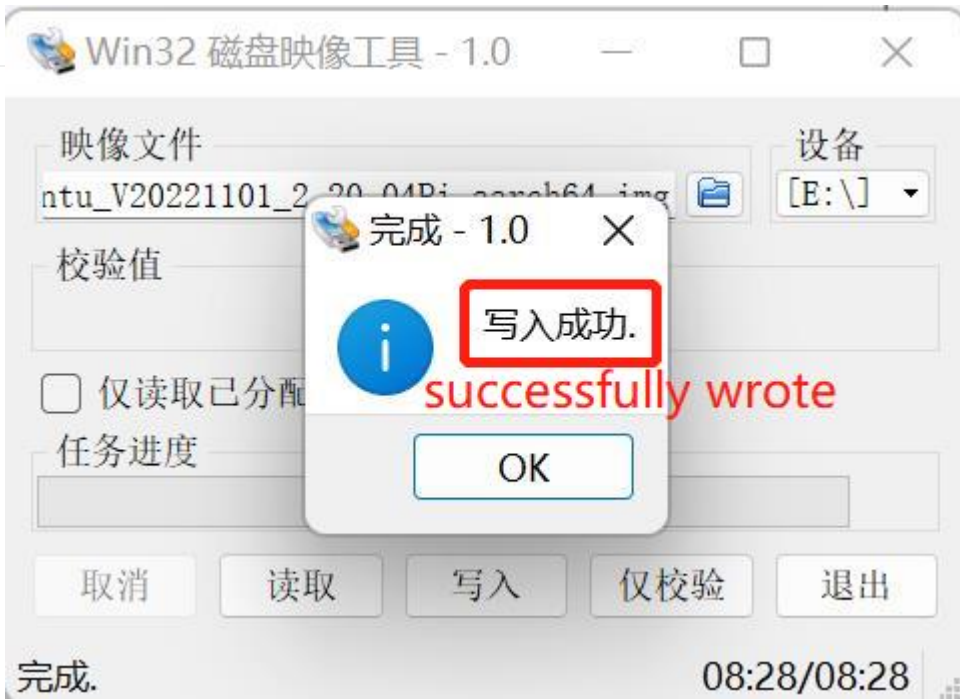 Win32 磁盘映像工具 - 1.0
映像文件
设备
ntu_V20221101_2_20_04Pi_aarch64.img
[E:\]
完成 - 1.0
校验值
写入成功.
successfully wrote
仅读取已分配
任务进度
OK
取消
读取
写入
仅校验
退出
完成.
08:28/08:28